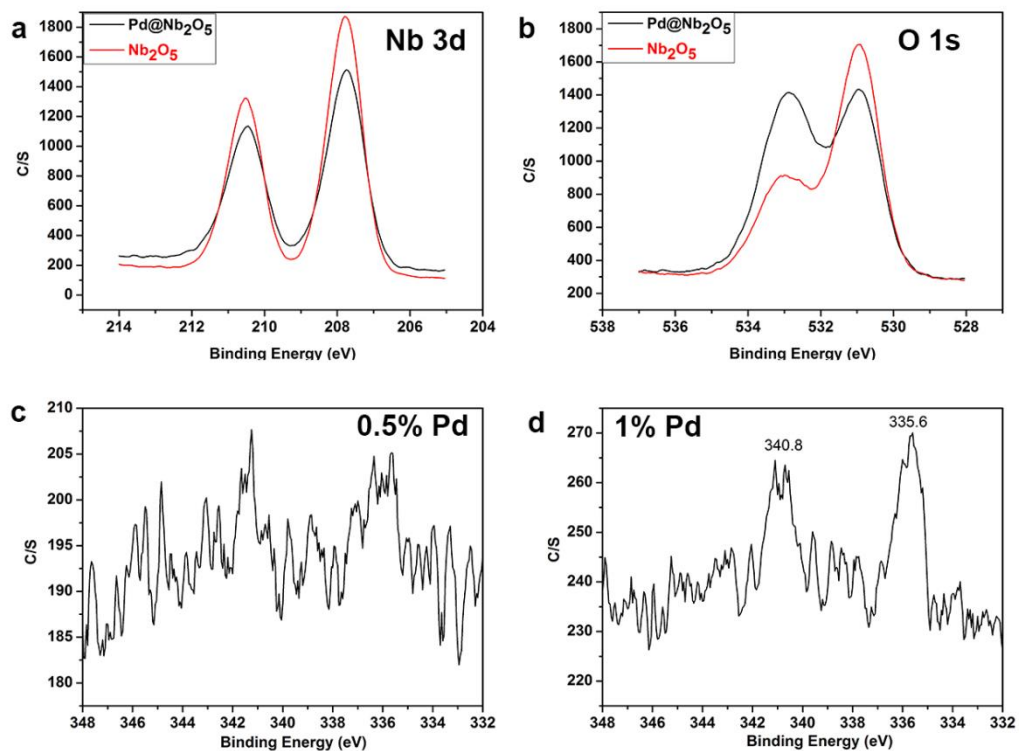 a
Pd@Nb₂O₅
Nb₂O₅
Nb 3d
C/S
1800
1600
1400
1200
1000
800
600
400
200
0
214 212 210 208 206 204
Binding Energy (eV)
b
Pd@Nb₂O₅
Nb₂O₅
O 1s
C/S
1800
1600
1400
1200
1000
800
600
400
200
538 536 534 532 530 528
Binding Energy (eV)
c
0.5% Pd
C/S
210
205
200
195
190
185
180
348 346 344 342 340 338 336 334 332
Binding Energy (eV)
d
1% Pd
340.8
335.6
C/S
270
260
250
240
230
220
348 346 344 342 340 338 336 334 332
Binding Energy (eV)